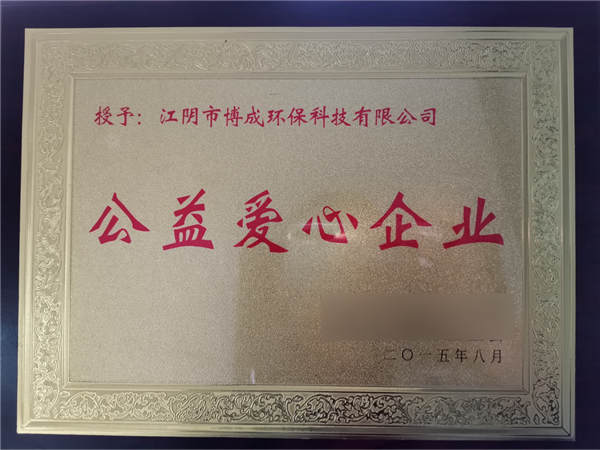 授予：江阴市博成环保科技有限公司
公益爱心企业
二〇一五年八月